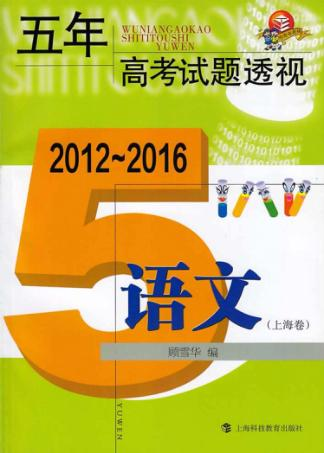 五年
WUNIANGAOKAO
SHITITOUSHI
YUWEN
高考试题透视
2012~2016
5
语文
(上海卷)
顾雪华 编
YUWEN
上海科技教育出版社